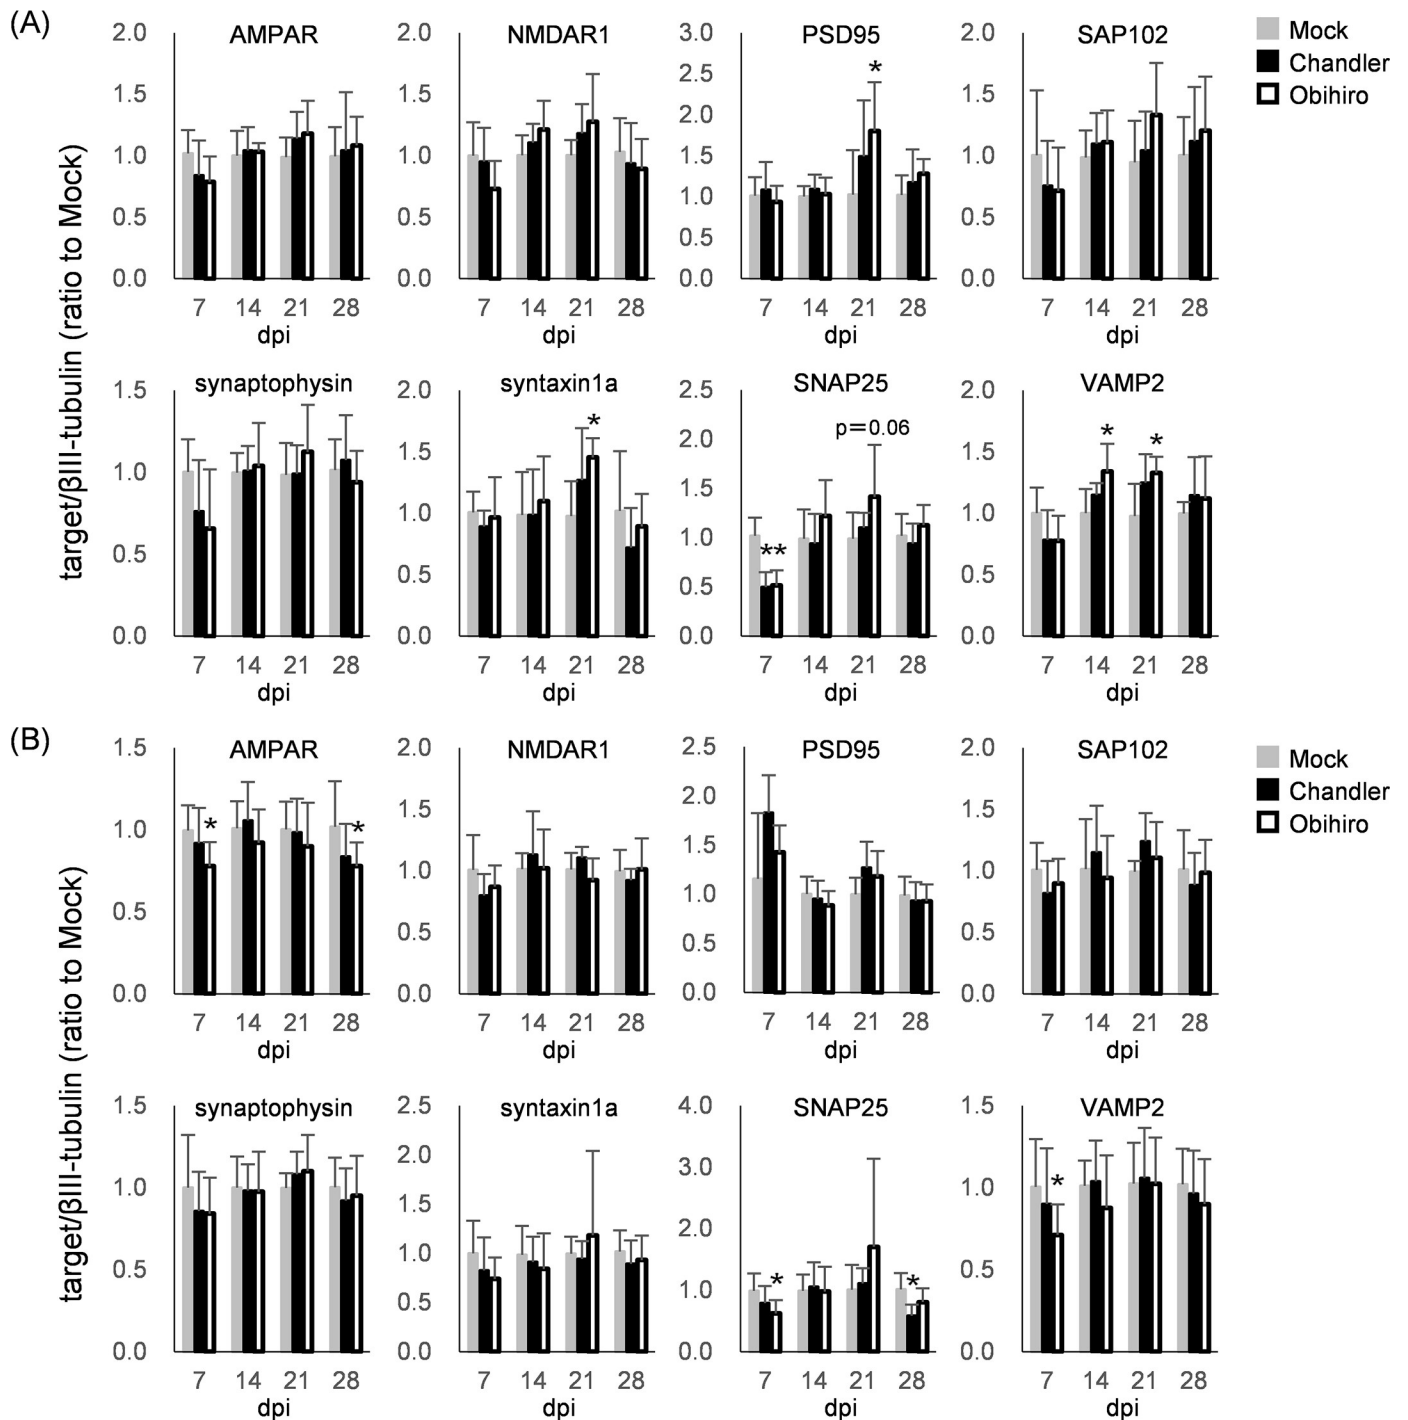 (A)
AMPAR NMDAR1 PSD95 SAP102
Mock
Chandler
Obihiro
target/βIII-tubulin (ratio to Mock)
2.0 1.5 1.0 0.5 0.0
7 14 21 28
dpi
2.0 1.5 1.0 0.5 0.0
7 14 21 28
dpi
3.0 2.5 2.0 1.5 1.0 0.5 0.0
*
7 14 21 28
dpi
2.0 1.5 1.0 0.5 0.0
7 14 21 28
dpi
synaptophysin syntaxin1a SNAP25 VAMP2
1.5 1.0 0.5 0.0
7 14 21 28
dpi
2.0 1.5 1.0 0.5 0.0
*
7 14 21 28
dpi
2.5 2.0 1.5 1.0 0.5 0.0
**
p=0.06
7 14 21 28
dpi
2.0 1.5 1.0 0.5 0.0
* *
7 14 21 28
dpi
(B)
AMPAR NMDAR1 PSD95 SAP102
Mock
Chandler
Obihiro
target/βIII-tubulin (ratio to Mock)
1.5 1.0 0.5 0.0
* *
7 14 21 28
dpi
2.0 1.5 1.0 0.5 0.0
7 14 21 28
dpi
2.5 2.0 1.5 1.0 0.5 0.0
7 14 21 28
dpi
2.0 1.5 1.0 0.5 0.0
7 14 21 28
dpi
synaptophysin syntaxin1a SNAP25 VAMP2
1.5 1.0 0.5 0.0
7 14 21 28
dpi
2.5 2.0 1.5 1.0 0.5 0.0
7 14 21 28
dpi
4.0 3.0 2.0 1.0 0.0
* *
7 14 21 28
dpi
1.5 1.0 0.5 0.0
*
7 14 21 28
dpi